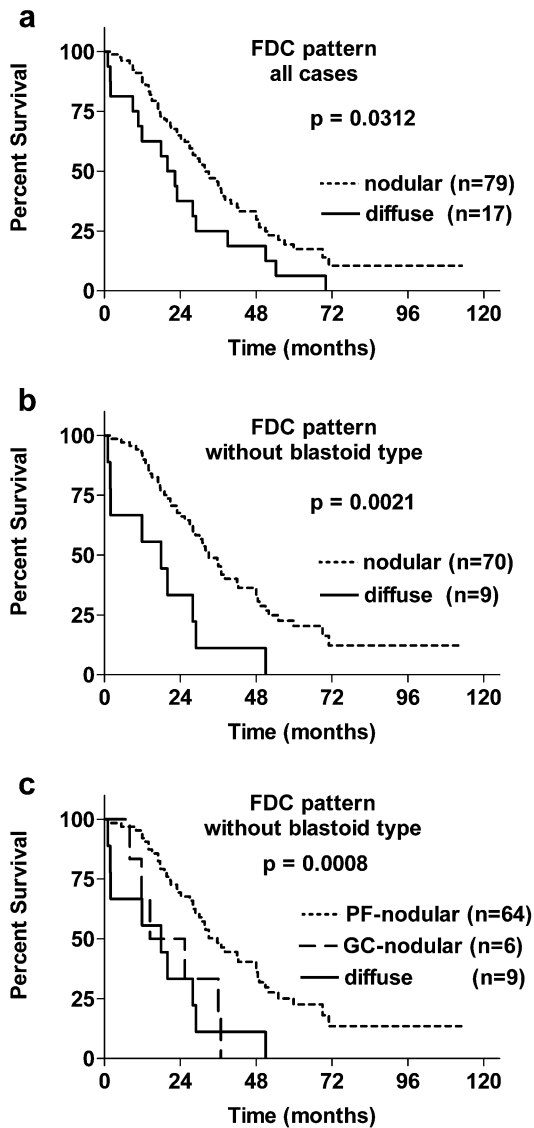 a
FDC pattern
all cases
p = 0.0312
nodular (n=79)
diffuse (n=17)
Percent Survival
100
75
50
25
0
0 24 48 72 96 120
Time (months)
b
FDC pattern
without blastoid type
p = 0.0021
nodular (n=70)
diffuse (n=9)
Percent Survival
100
75
50
25
0
0 24 48 72 96 120
Time (months)
c
FDC pattern
without blastoid type
p = 0.0008
PF-nodular (n=64)
GC-nodular (n=6)
diffuse (n=9)
Percent Survival
100
75
50
25
0
0 24 48 72 96 120
Time (months)